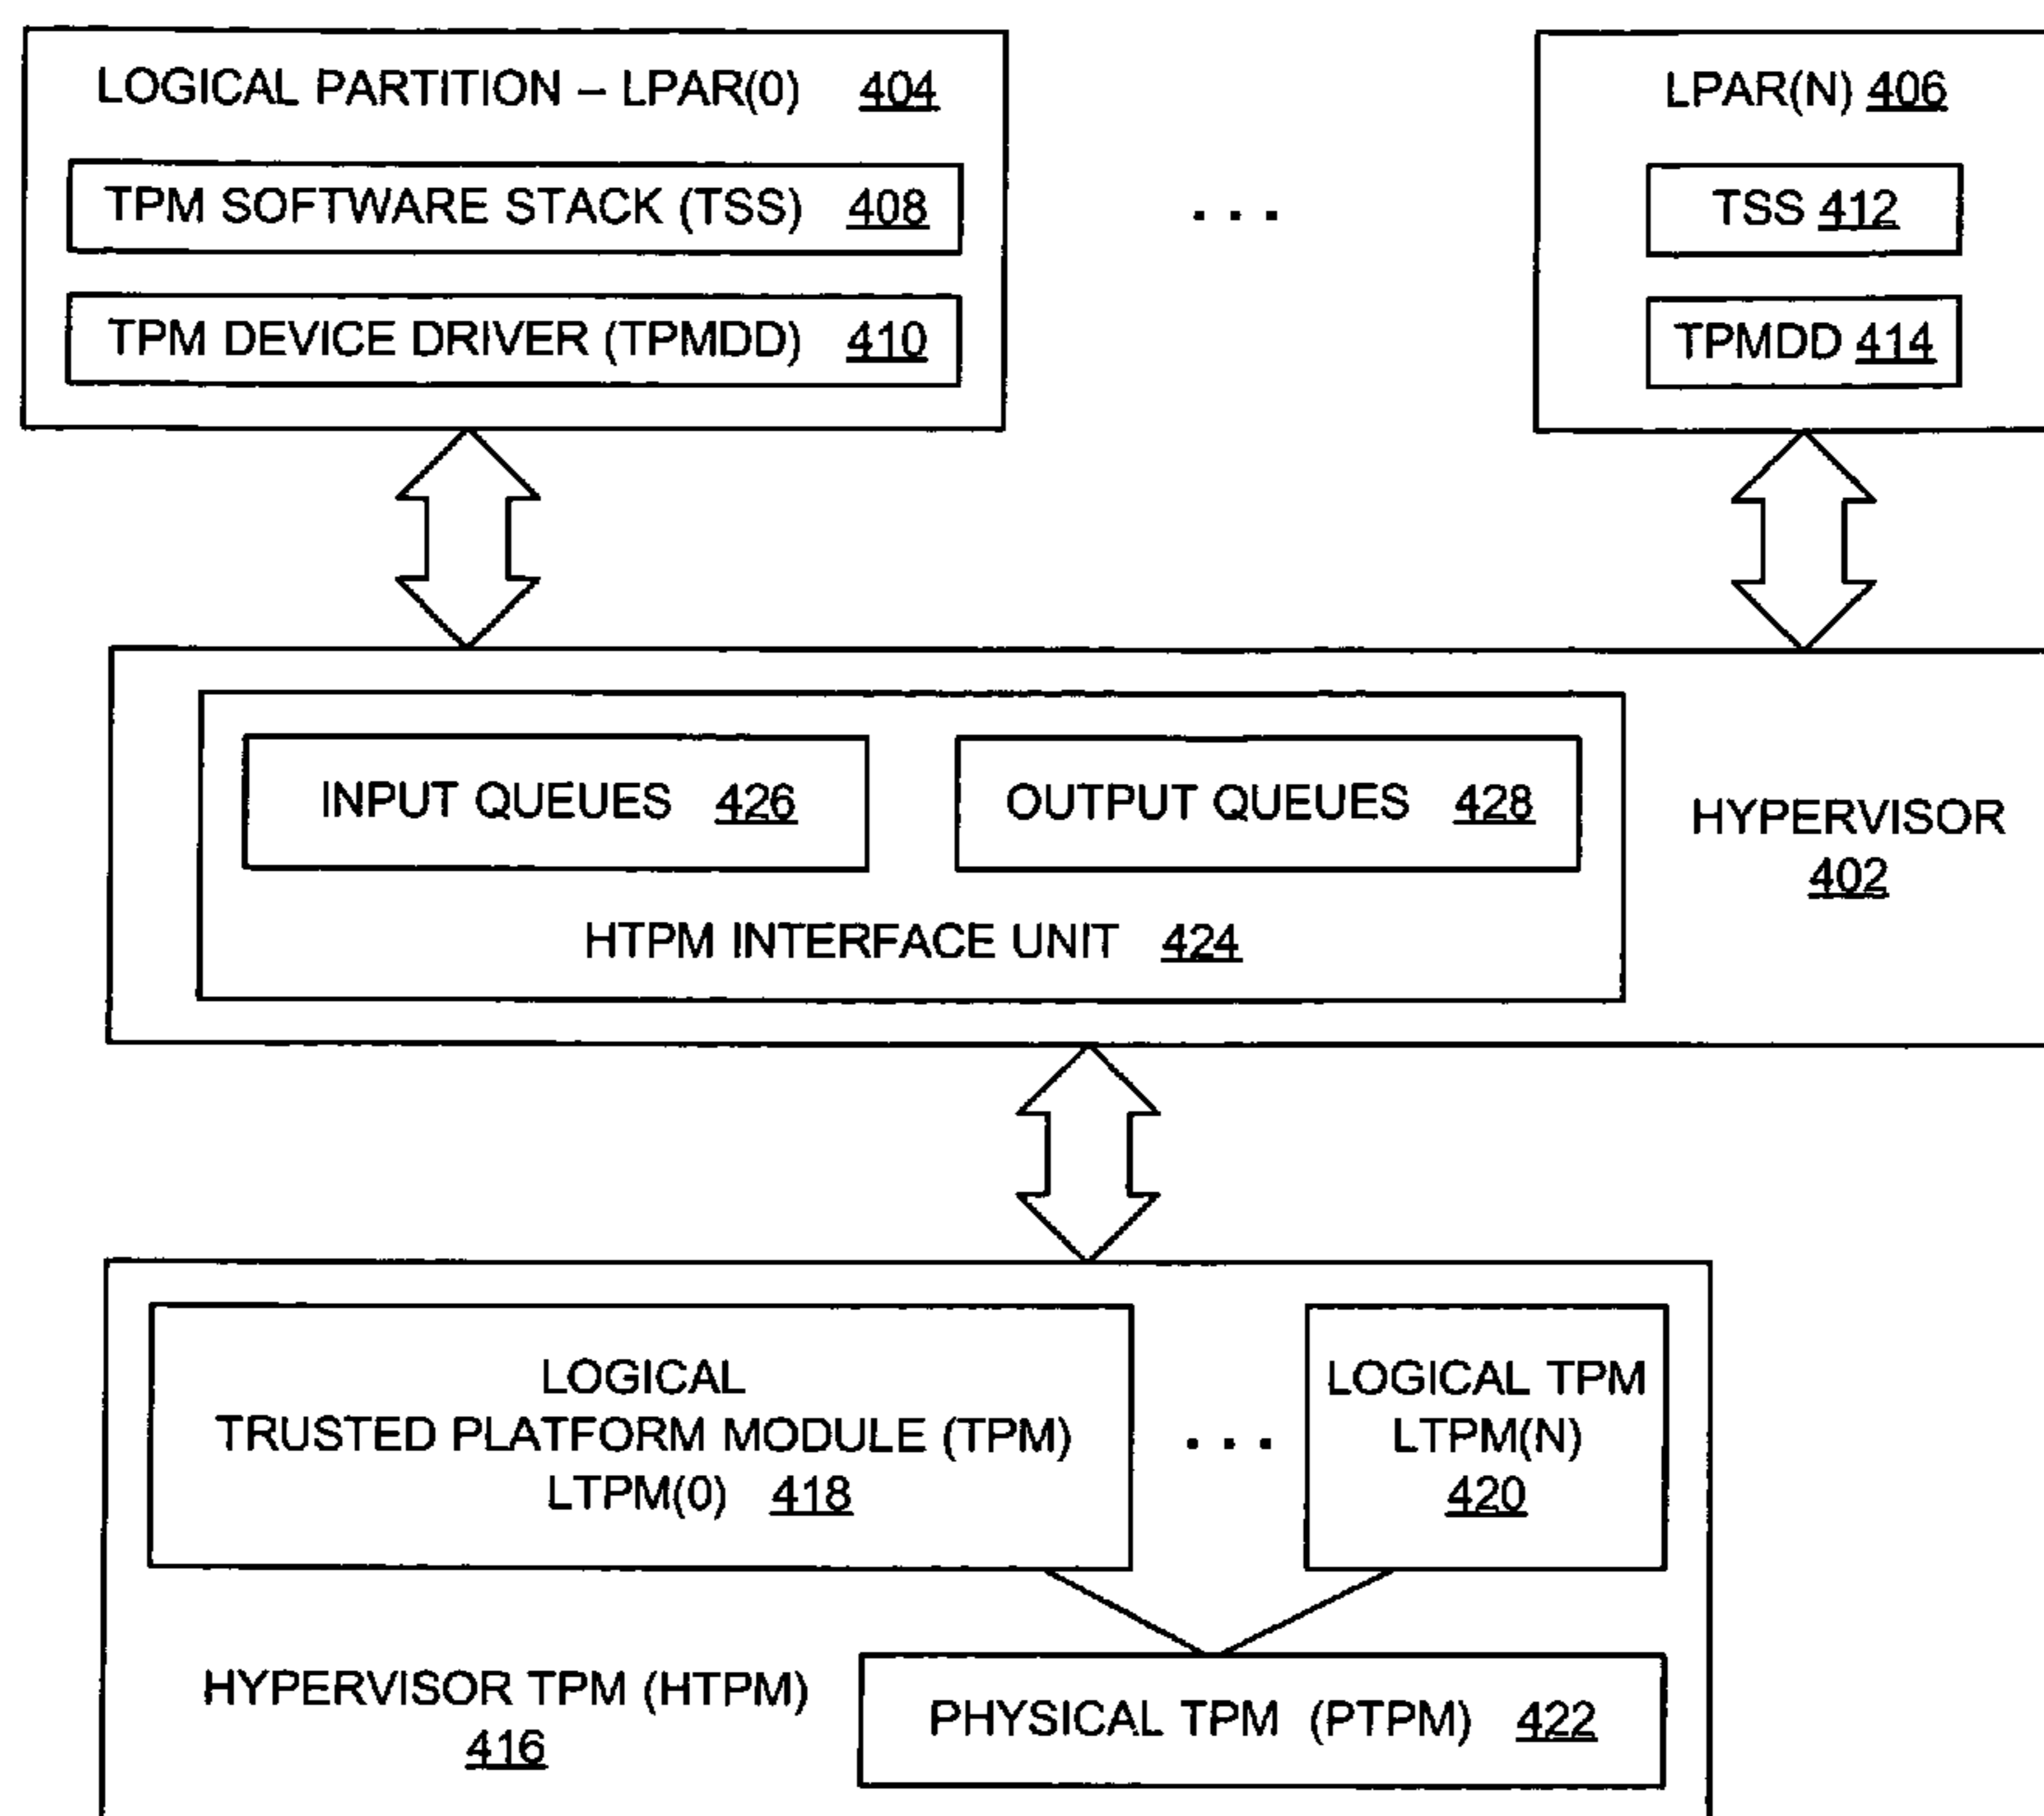 LOGICAL PARTITION – LPAR(0) 404
TPM SOFTWARE STACK (TSS) 408
TPM DEVICE DRIVER (TPMDD) 410
. . .
LPAR(N) 406
TSS 412
TPMDD 414
INPUT QUEUES 426
OUTPUT QUEUES 428
HTPM INTERFACE UNIT 424
HYPERVISOR
402
LOGICAL
TRUSTED PLATFORM MODULE (TPM)
LTPM(0) 418
. . .
LOGICAL TPM
LTPM(N)
420
HYPERVISOR TPM (HTPM)
416
PHYSICAL TPM (PTPM) 422